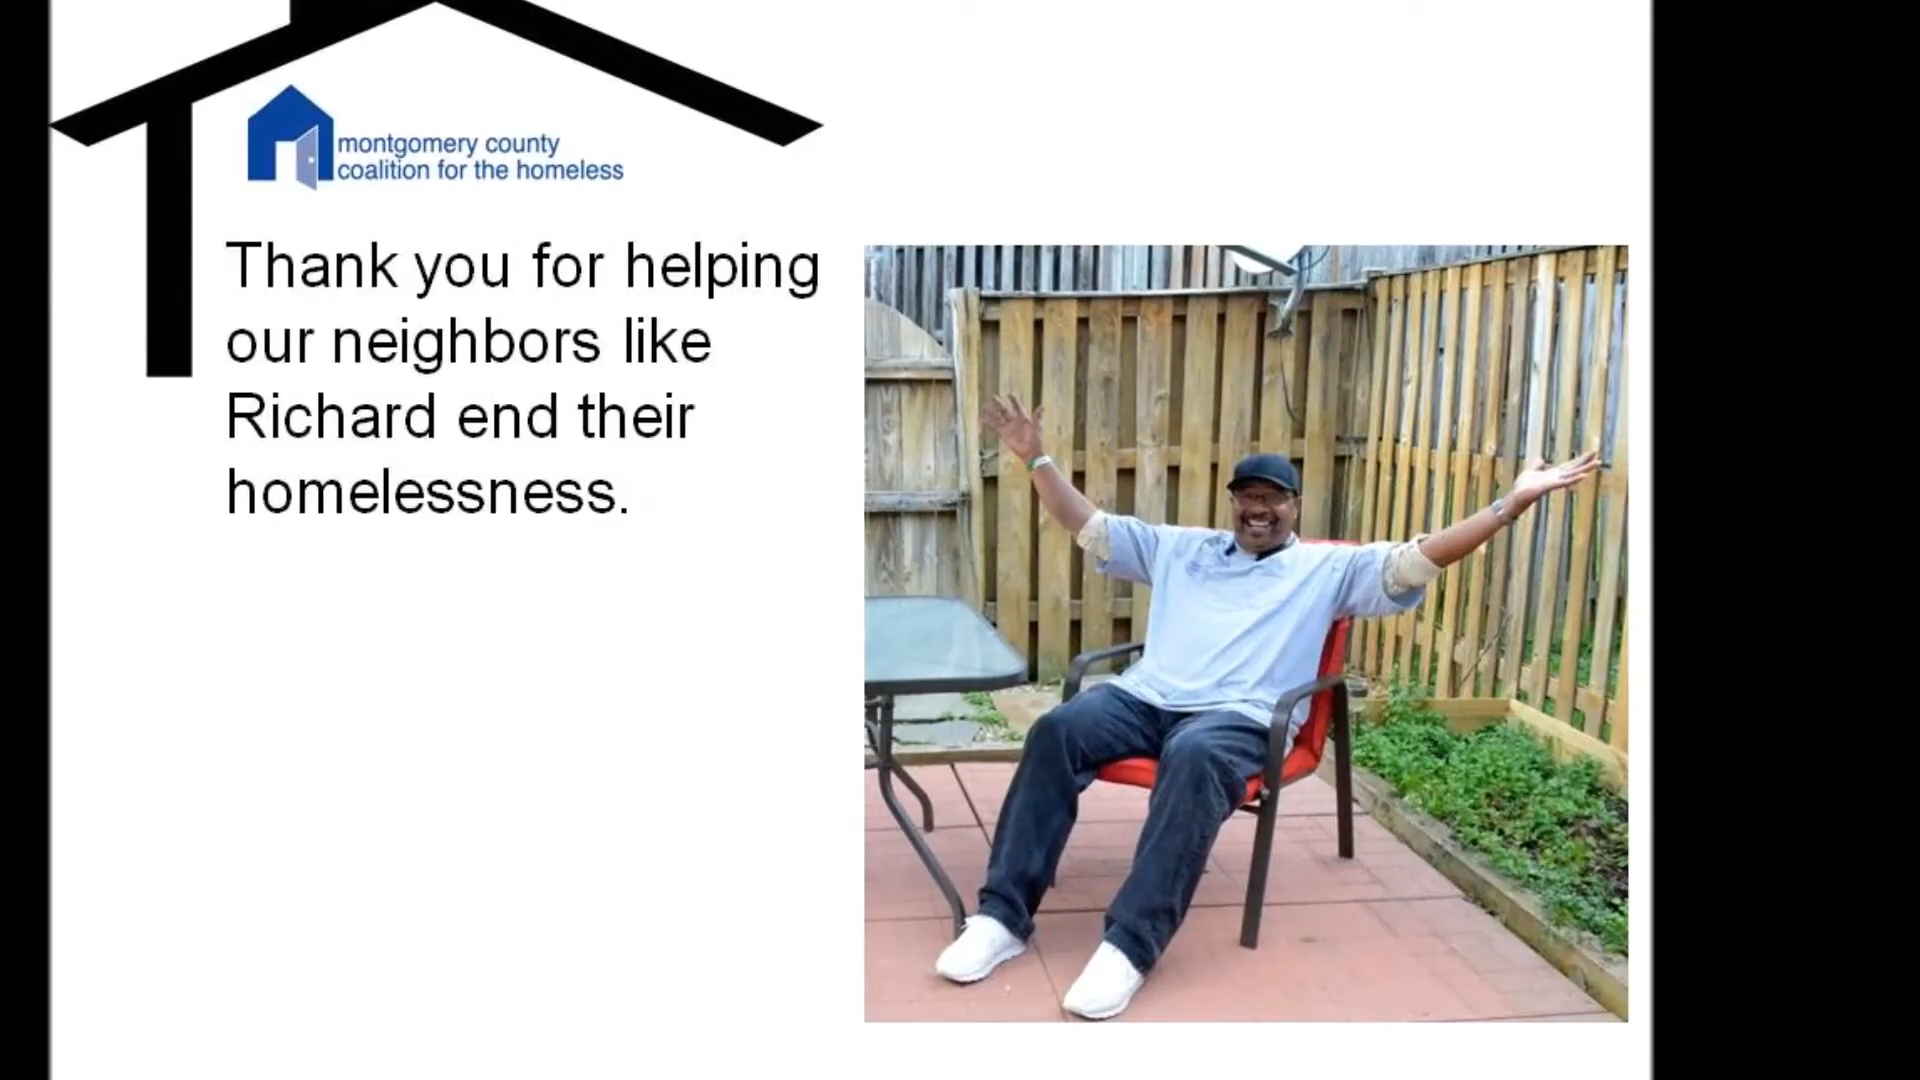 montgomery county
coalition for the homeless
Thank you for helping
our neighbors like
Richard end their
homelessness.